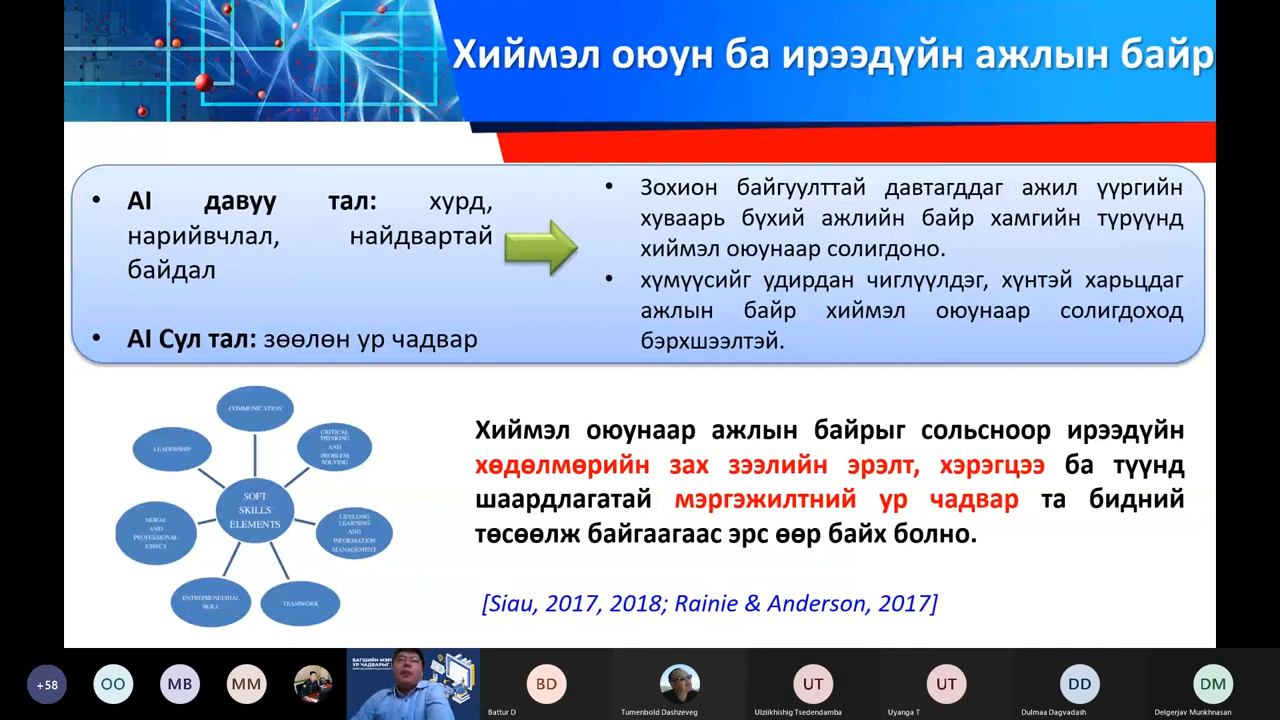 Хиймэл оюун ба ирээдүйн ажлын байр
• AI давуу тал: хурд,
нарийвчлал, найдвартай
байдал
• AI Сул тал: зөөлөн ур чадвар
• Зохион байгуулттай давтагддаг ажил үүргийн
хуваарь бүхий ажлийн байр хамгийн түрүүнд
хиймэл оюунаар солигдоно.
• хүмүүсийг удирдан чиглүүлдэг, хүнтэй харьцдаг
ажлын байр хиймэл оюунаар солигдоход
бэрхшээлтэй.
COMMUNICATION
CRITICAL
THINKING
AND
PROBLEM
SOLVING
LEADERSHIP
SOFT
SKILLS
ELEMENTS
MORAL
AND
PROFESSIONAL
ETHICS
LIFELONG
LEARNING
AND
INFORMATION
MANAGEMENT
ENTREPRENEURIAL
SKILL
TEAMWORK
Хиймэл оюунаар ажлын байрыг сольсноор ирээдүйн
хөдөлмөрийн зах зээлийн эрэлт, хэрэгцээ ба түүнд
шаардлагатай мэргэжилтний ур чадвар та бидний
төсөөлж байгаагаас эрс өөр байх болно.
[Siau, 2017, 2018; Rainie & Anderson, 2017]
+58
OO
MB
MM
БАГШИЙН
УР ЧАДВАРЫГ
BD
Battur D
Tumenbold Dashzeveg
UT
Ulziikhishig Tsedendamba
UT
Uyanga T
DD
Dulmaa Dagvadash
DM
Delgerjav Munkhnasan